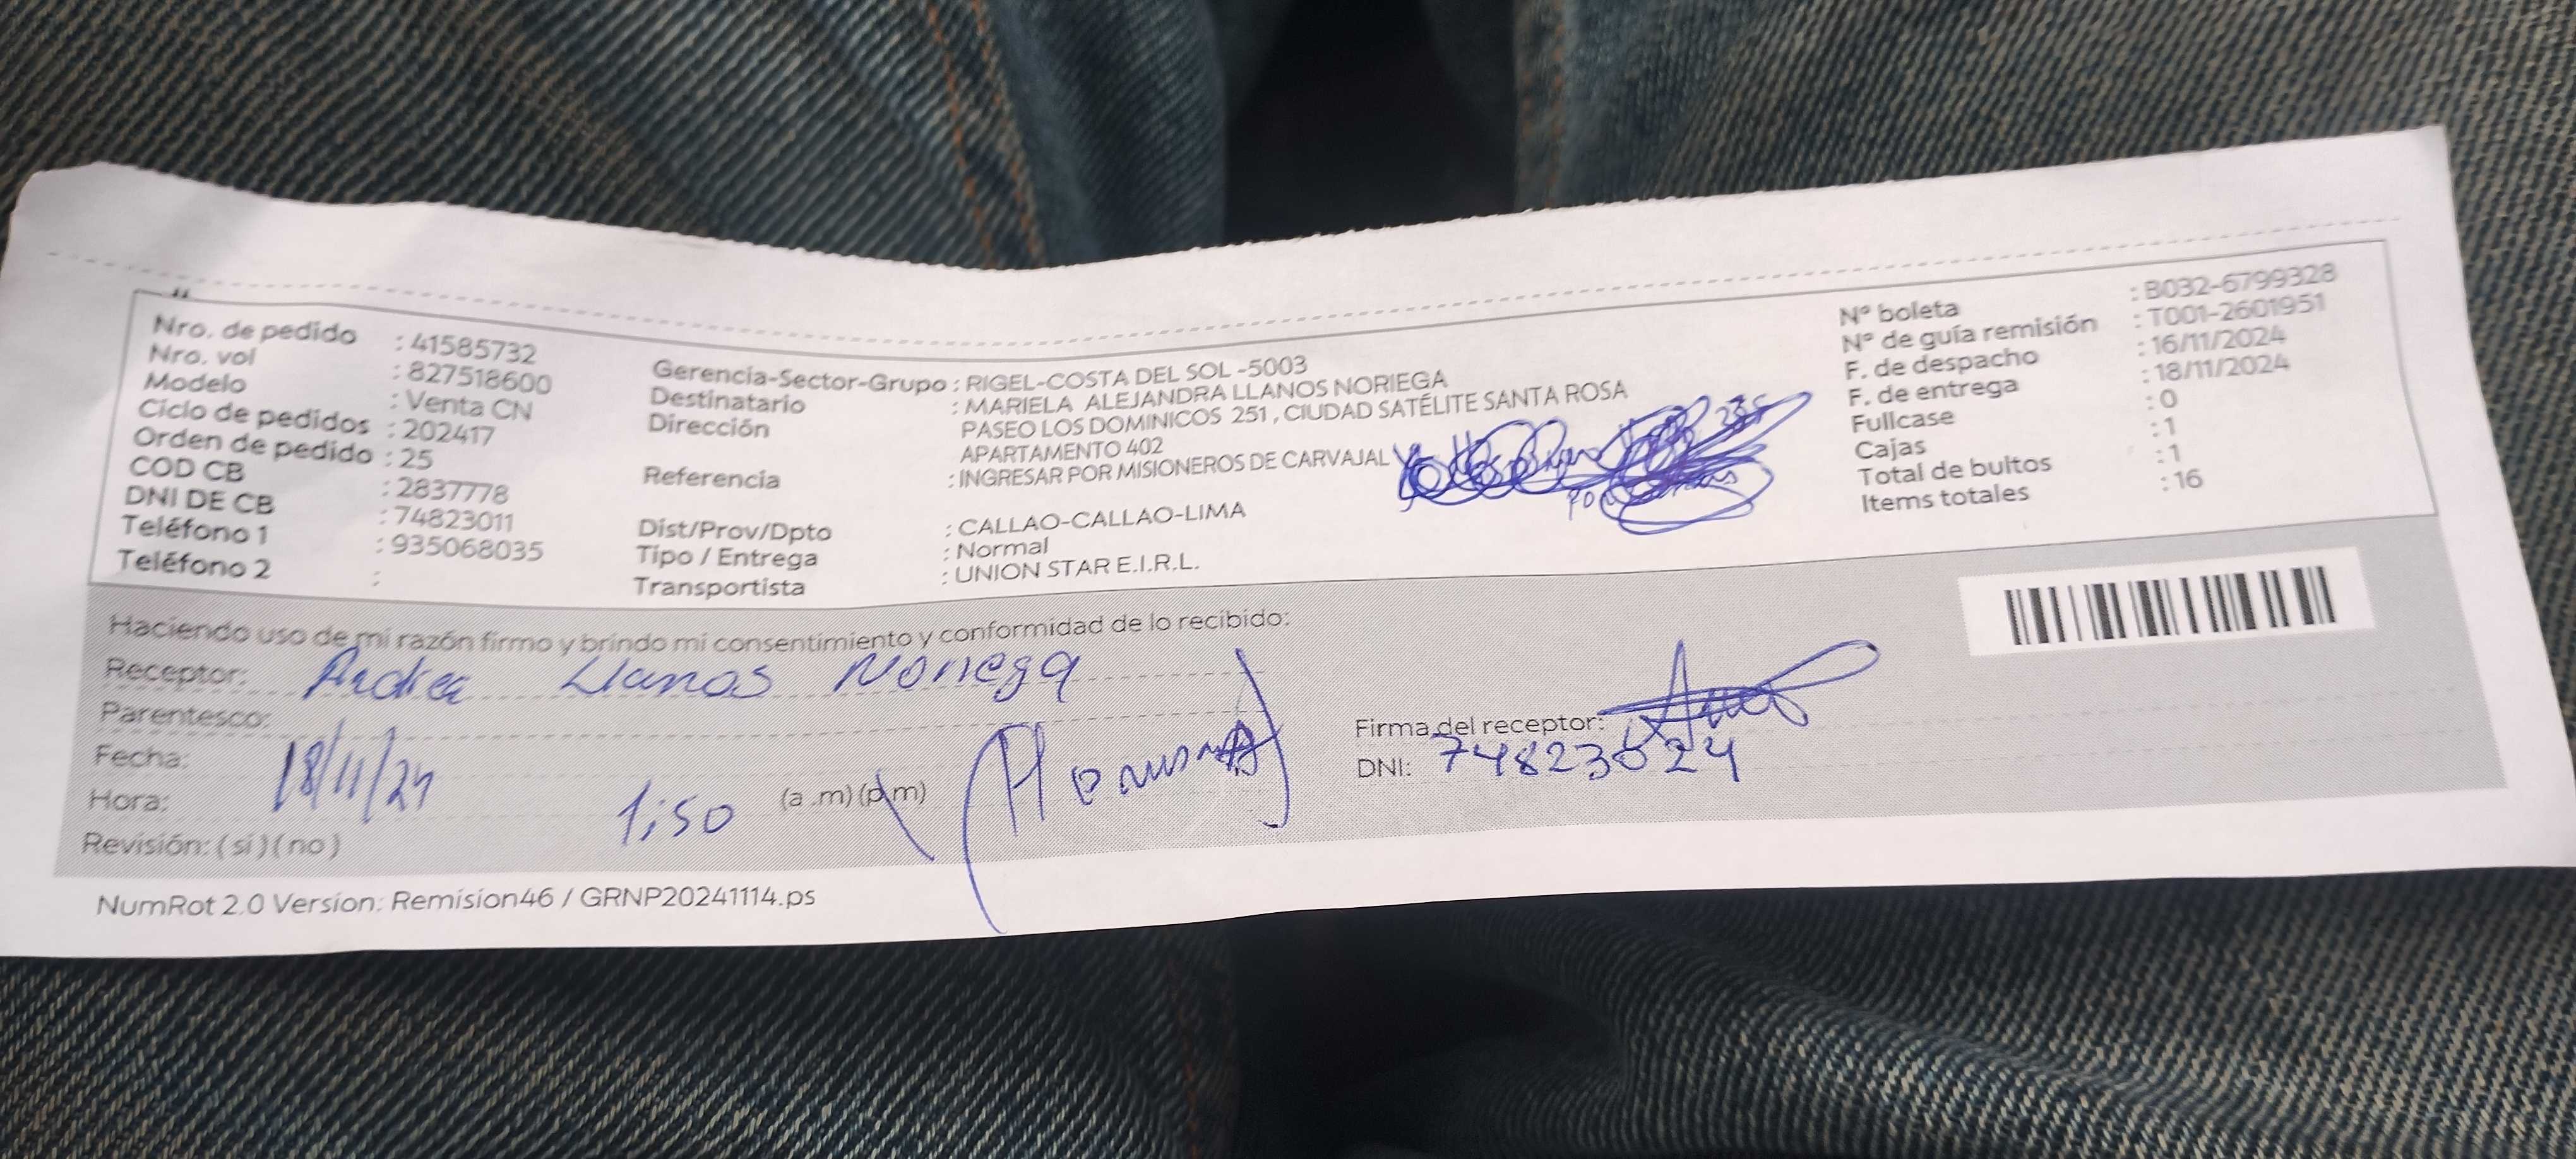 Nro. de pedido : 41585732
Nro. vol : 827518600
Modelo : Venta CN
Ciclo de pedidos : 202417
Orden de pedido : 25
COD CB : 2837778
DNI DE CB : 74823011
Teléfono 1 : 935068035
Teléfono 2 :
Gerencia-Sector-Grupo : RIGEL-COSTA DEL SOL -5003
Destinatario : MARIELA ALEJANDRA LLANOS NORIEGA
Dirección PASEO LOS DOMINICOS 251 , CIUDAD SATÉLITE SANTA ROSA
APARTAMENTO 402
Referencia : INGRESAR POR MISIONEROS DE CARVAJAL
Dist/Prov/Dpto : CALLAO-CALLAO-LIMA
Tipo / Entrega : Normal
Transportista : UNION STAR E.I.R.L.
Nº boleta : B032-6799328
Nº de guía remisión : T001-2601951
F. de despacho : 16/11/2024
F. de entrega : 18/11/2024
Fullcase : 0
Cajas : 1
Total de bultos : 1
Items totales : 16
Haciendo uso de mi razón firmo y brindo mi consentimiento y conformidad de lo recibido:
Receptor: Andrea Llanos Noriega
Parentesco: (Hermana)
Fecha: 18/11/24
Hora: 1:50 (a .m) (p.m)
Revisión: ( si ) ( no )
Firma del receptor:
DNI: 74823024
NumRot 2.0 Version: Remision46 / GRNP20241114.ps